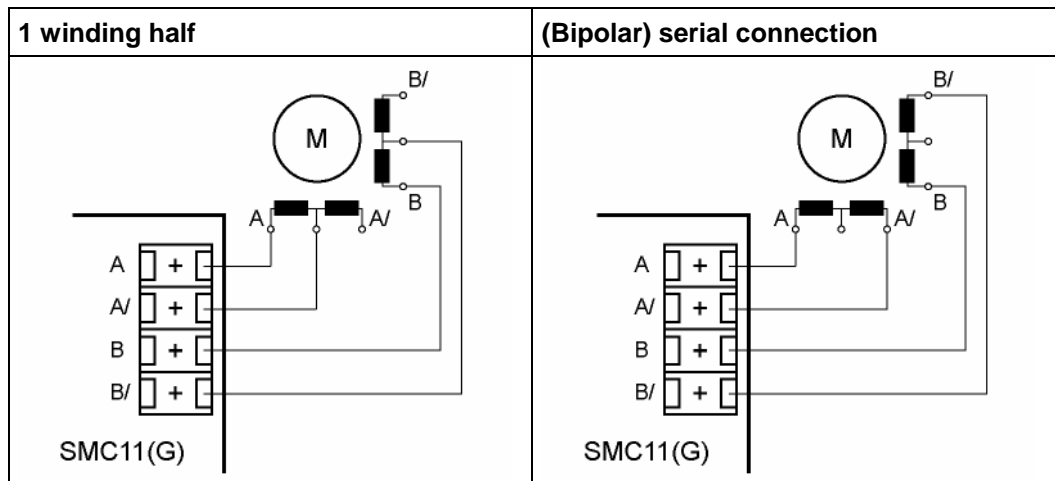 1 winding half
(Bipolar) serial connection
B/
M
B
A
A/
A +
A/ +
B +
B/ +
SMC11(G)
B/
M
B
A
A/
A +
A/ +
B +
B/ +
SMC11(G)